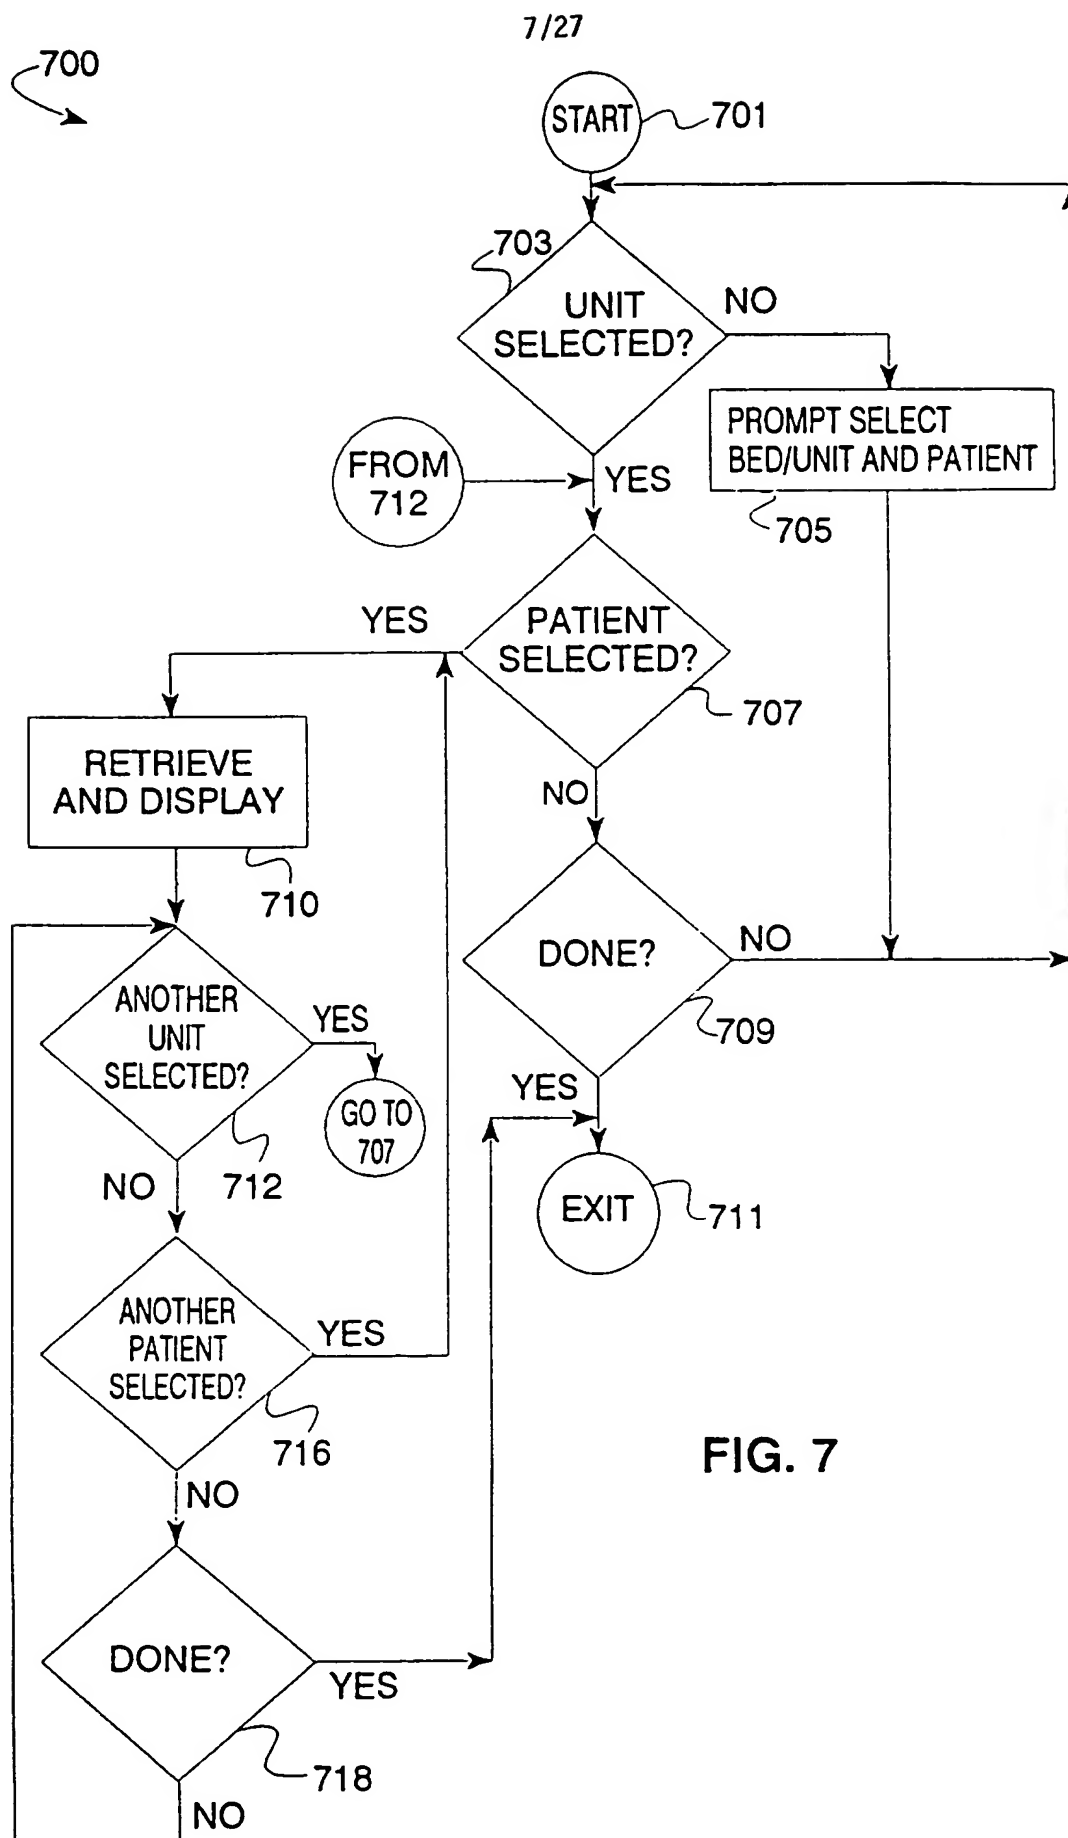 7/27
700
START
701
703
UNIT
SELECTED?
NO
PROMPT SELECT
BED/UNIT AND PATIENT
705
FROM
712
YES
PATIENT
SELECTED?
YES
707
RETRIEVE
AND DISPLAY
710
NO
DONE?
NO
709
ANOTHER
UNIT
SELECTED?
YES
GO TO
707
712
NO
YES
EXIT
711
ANOTHER
PATIENT
SELECTED?
YES
716
NO
FIG. 7
DONE?
YES
718
NO